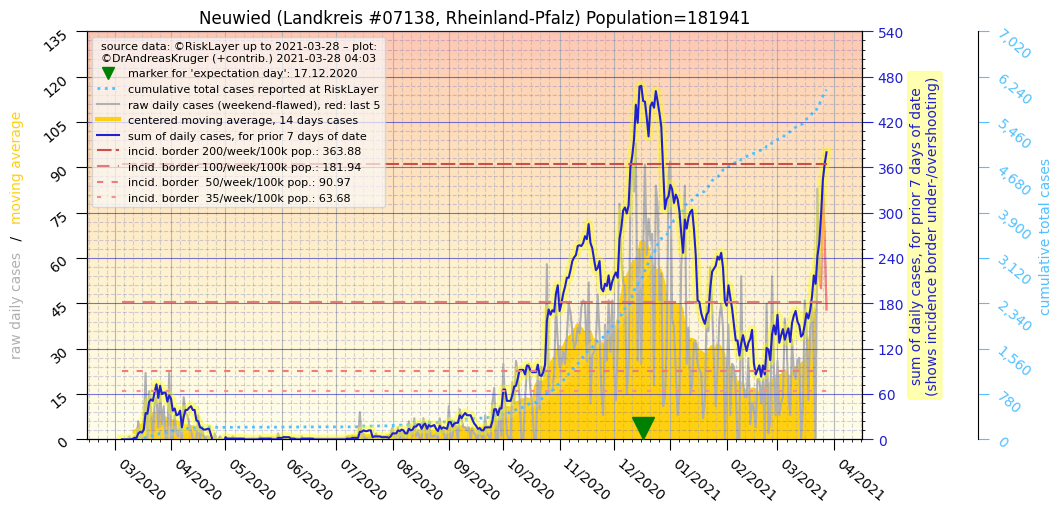 Neuwied (Landkreis #07138, Rheinland-Pfalz) Population=181941
source data: ©RiskLayer up to 2021-03-28 – plot:
©DrAndreasKruger (+contrib.) 2021-03-28 04:03
marker for 'expectation day': 17.12.2020
cumulative total cases reported at RiskLayer
raw daily cases (weekend-flawed), red: last 5
centered moving average, 14 days cases
sum of daily cases, for prior 7 days of date
incid. border 200/week/100k pop.: 363.88
incid. border 100/week/100k pop.: 181.94
incid. border  50/week/100k pop.: 90.97
incid. border  35/week/100k pop.: 63.68
raw daily cases / moving average
135
120
105
90
75
60
45
30
15
0
03/2020
04/2020
05/2020
06/2020
07/2020
08/2020
09/2020
10/2020
11/2020
12/2020
01/2021
02/2021
03/2021
04/2021
540
480
420
360
300
240
180
120
60
0
sum of daily cases, for prior 7 days of date
(shows incidence border under-/overshooting)
7,020
6,240
5,460
4,680
3,900
3,120
2,340
1,560
780
0
cumulative total cases